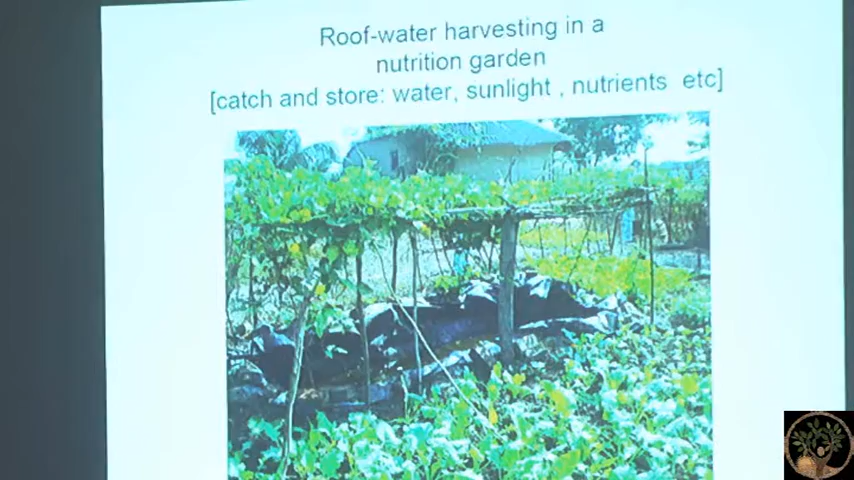 Roof-water harvesting in a
nutrition garden
[catch and store: water, sunlight , nutrients etc]